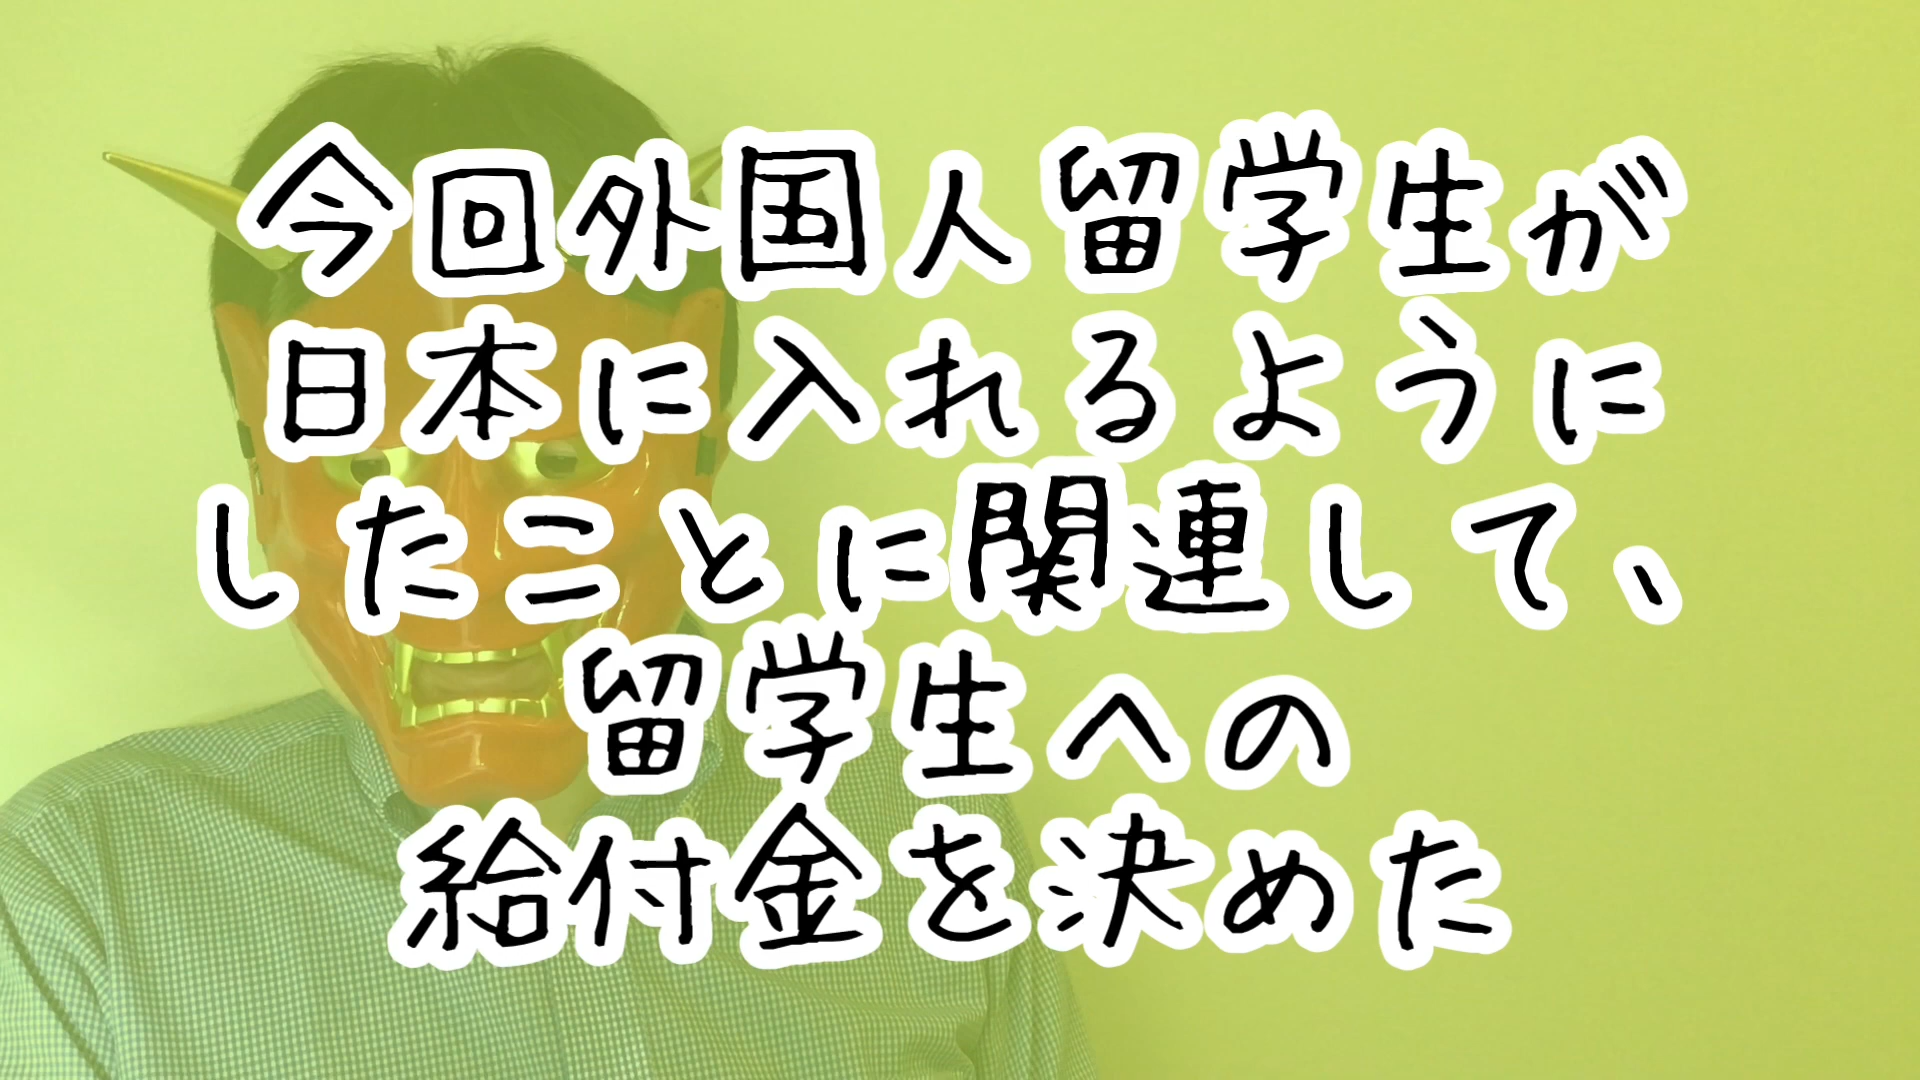 今回外国人留学生が
日本に入れるように
したことに関連して、
留学生への
給付金を決めた